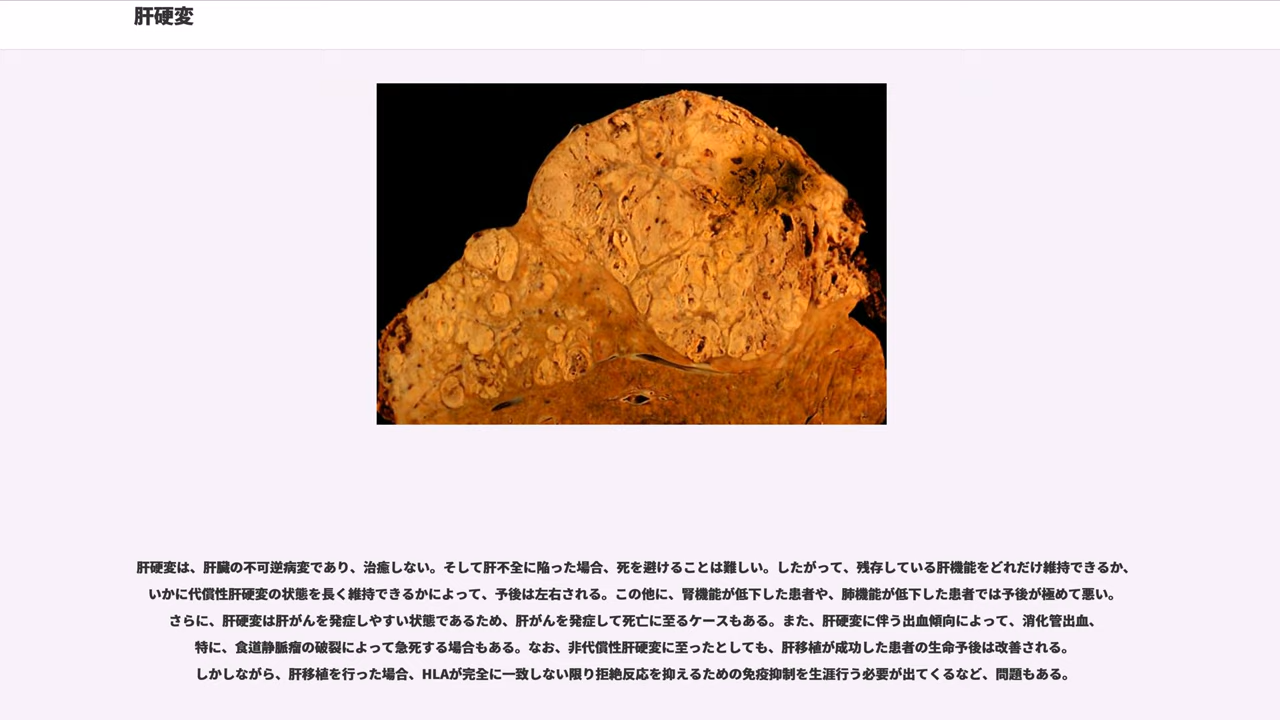 肝硬変
肝硬変は、肝臓の不可逆病変であり、治癒しない。そして肝不全に陥った場合、死を避けることは難しい。したがって、残存している肝機能をどれだけ維持できるか、
いかに代償性肝硬変の状態を長く維持できるかによって、予後は左右される。この他に、腎機能が低下した患者や、肺機能が低下した患者では予後が極めて悪い。
さらに、肝硬変は肝がんを発症しやすい状態であるため、肝がんを発症して死亡に至るケースもある。また、肝硬変に伴う出血傾向によって、消化管出血、
特に、食道静脈瘤の破裂によって急死する場合もある。なお、非代償性肝硬変に至ったとしても、肝移植が成功した患者の生命予後は改善される。
しかしながら、肝移植を行った場合、HLAが完全に一致しない限り拒絶反応を抑えるための免疫抑制を生涯行う必要が出てくるなど、問題もある。